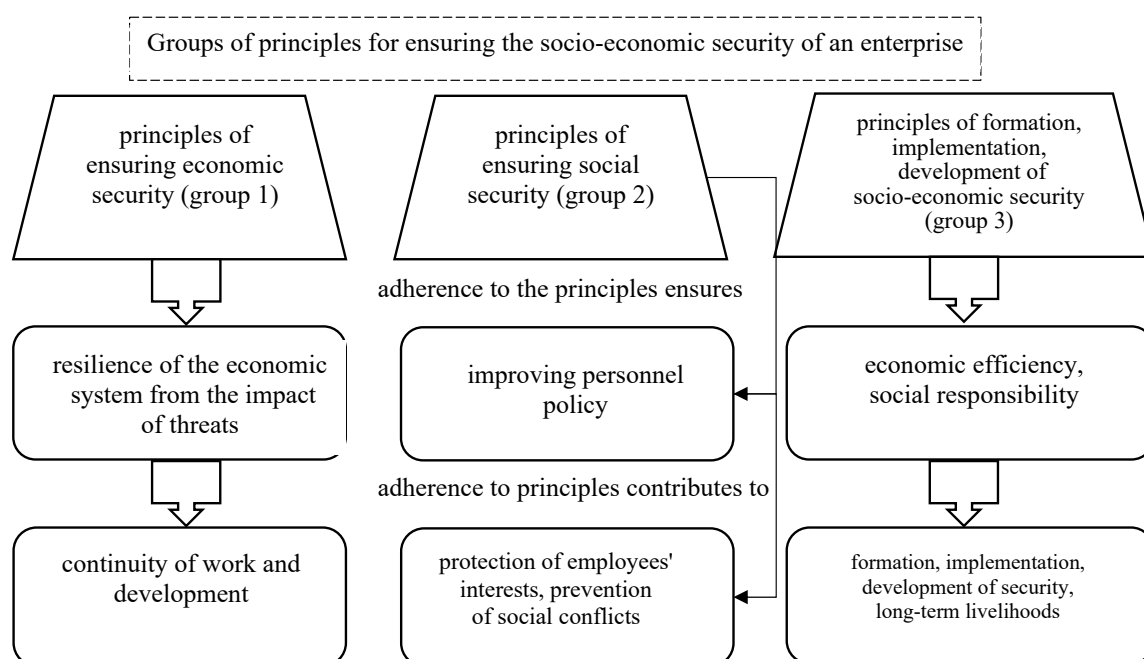 Groups of principles for ensuring the socio-economic security of an enterprise
principles of
ensuring economic
security (group 1)
principles of
ensuring social
security (group 2)
principles of formation,
implementation,
development of
socio-economic security
(group 3)
adherence to the principles ensures
resilience of the economic
system from the impact
of threats
improving personnel
policy
economic efficiency,
social responsibility
adherence to principles contributes to
continuity of work and
development
protection of employees'
interests, prevention
of social conflicts
formation, implementation,
development of security,
long-term livelihoods